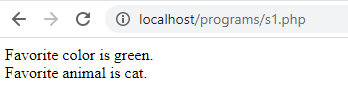 localhost/programs/s1.php
Favorite color is green.
Favorite animal is cat.